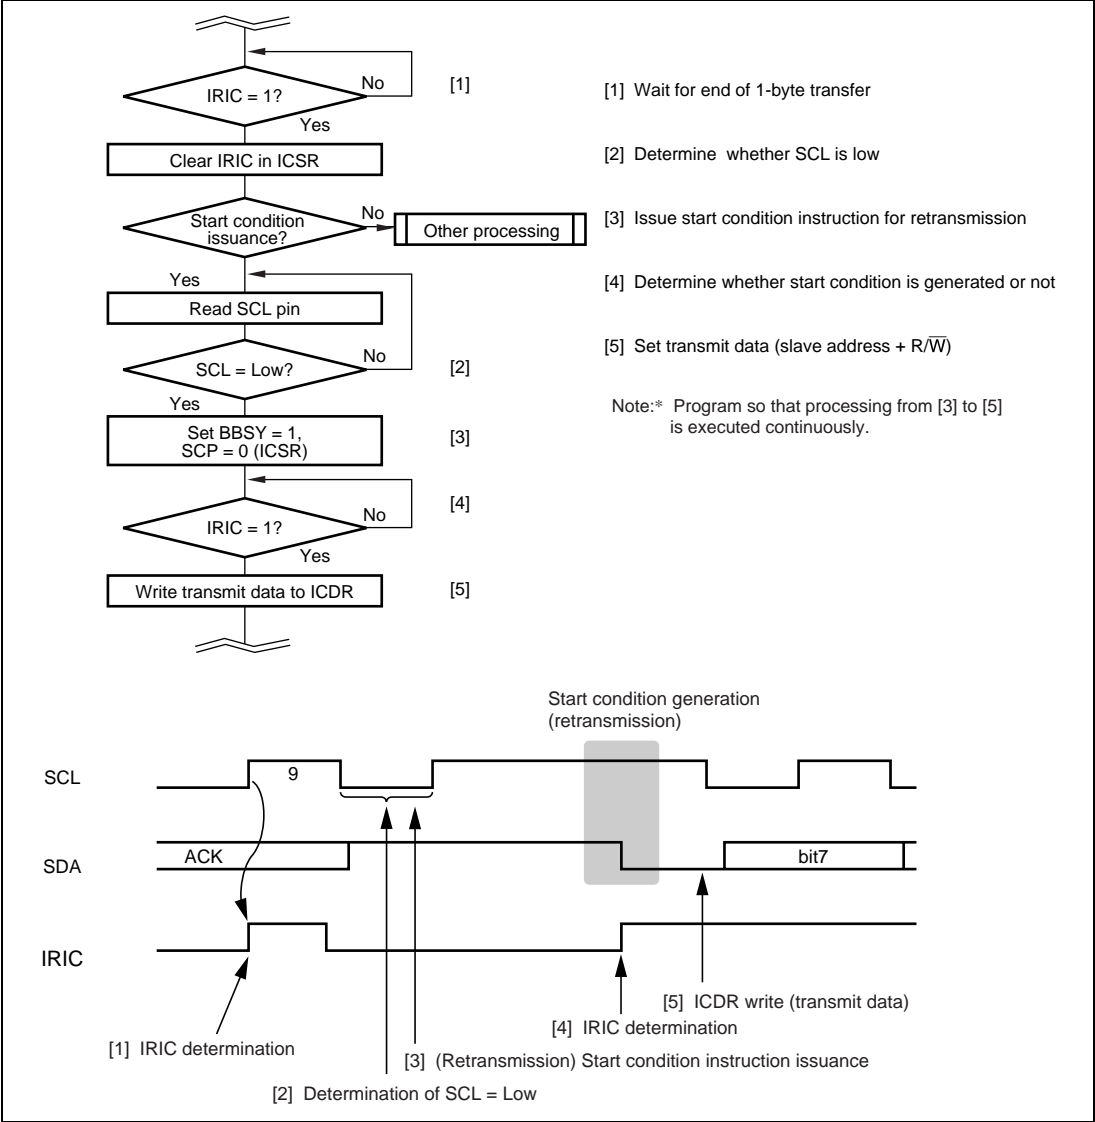 IRIC = 1?
No
[1]
Yes
Clear IRIC in ICSR
Start condition
issuance?
No
Other processing
Yes
Read SCL pin
SCL = Low?
No
[2]
Yes
Set BBSY = 1,
SCP = 0 (ICSR)
[3]
IRIC = 1?
No
[4]
Yes
Write transmit data to ICDR
[5]
[1] Wait for end of 1-byte transfer
[2] Determine whether SCL is low
[3] Issue start condition instruction for retransmission
[4] Determine whether start condition is generated or not
[5] Set transmit data (slave address + R/W̅)
Note:* Program so that processing from [3] to [5]
is executed continuously.
Start condition generation
(retransmission)
SCL
9
SDA
ACK
bit7
IRIC
[5] ICDR write (transmit data)
[4] IRIC determination
[1] IRIC determination
[3] (Retransmission) Start condition instruction issuance
[2] Determination of SCL = Low